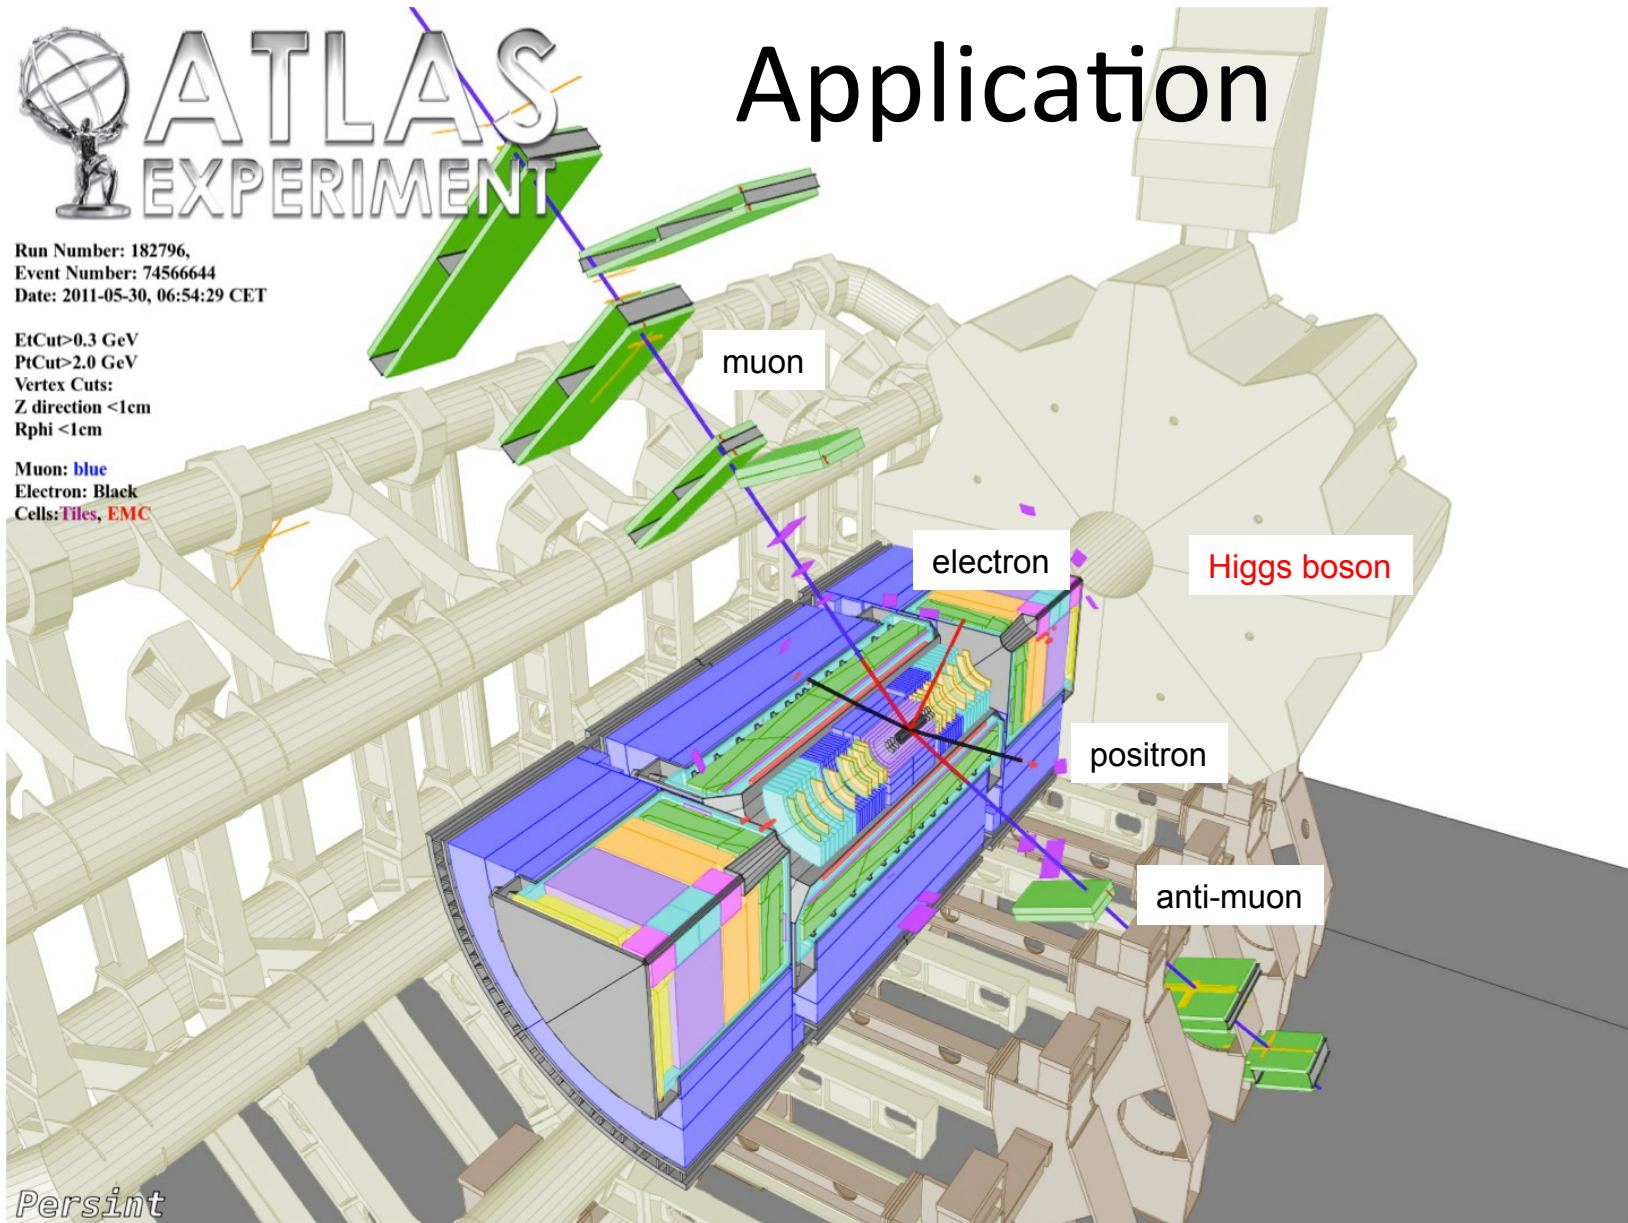 ATLAS
EXPERIMENT
Application
Run Number: 182796,
Event Number: 74566644
Date: 2011-05-30, 06:54:29 CET
EtCut>0.3 GeV
PtCut>2.0 GeV
Vertex Cuts:
Z direction <1cm
Rphi <1cm
Muon: blue
Electron: Black
Cells:Tiles, EMC
muon
electron
Higgs boson
positron
anti-muon
Persint